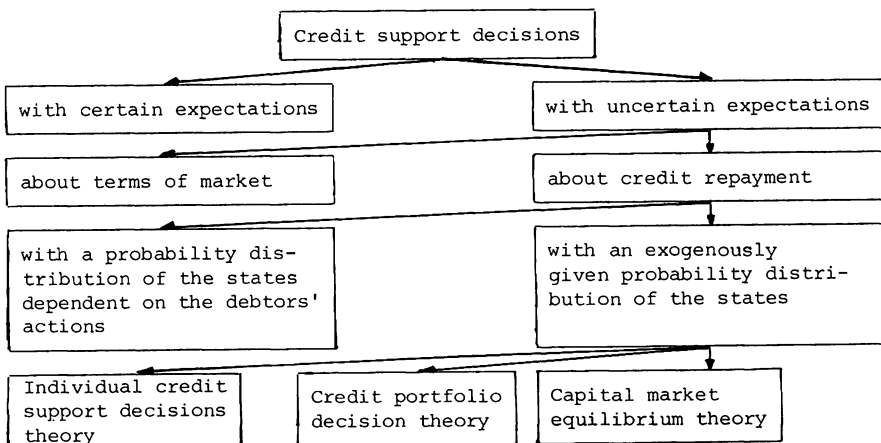 Credit support decisions
with certain expectations
with uncertain expectations
about terms of market
about credit repayment
with a probability dis-
tribution of the states
dependent on the debtors'
actions
with an exogenously
given probability distri-
bution of the states
Individual credit
support decisions
theory
Credit portfolio
decision theory
Capital market
equilibrium theory